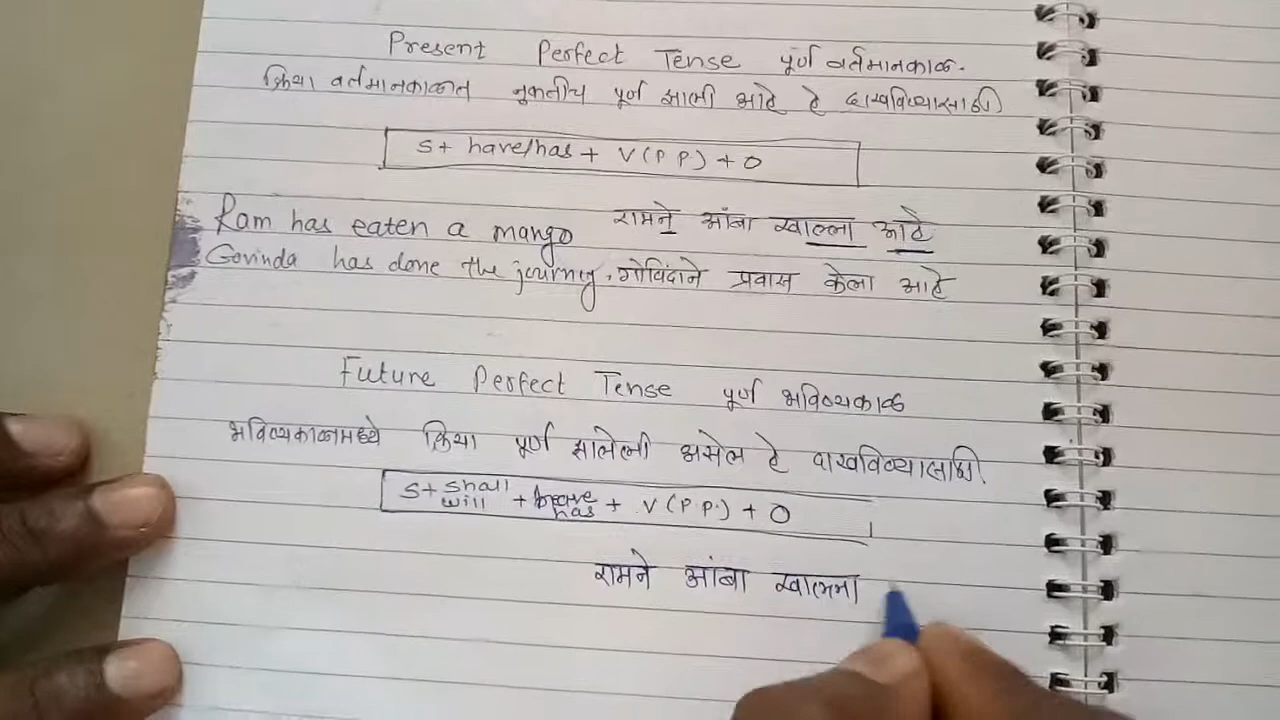 Present Perfect Tense पूर्ण वर्तमानकाळ.
क्रिया वर्तमानकाळात नुकतीच पूर्ण झाली आहे हे दाखविण्यासाठी
S+ have/has + V(P P) + O
Ram has eaten a mango रामने आंबा खाल्ला आहे
Govinda has done the journey. गोविंदाने प्रवास केला आहे
Future Perfect Tense पूर्ण भविष्यकाळ
भविष्यकाळामध्ये क्रिया पूर्ण झालेली असेल हे दाखविण्यासाठी
S+ shall will + have has + V(P.P.) + O
रामने आंबा खाल्ला